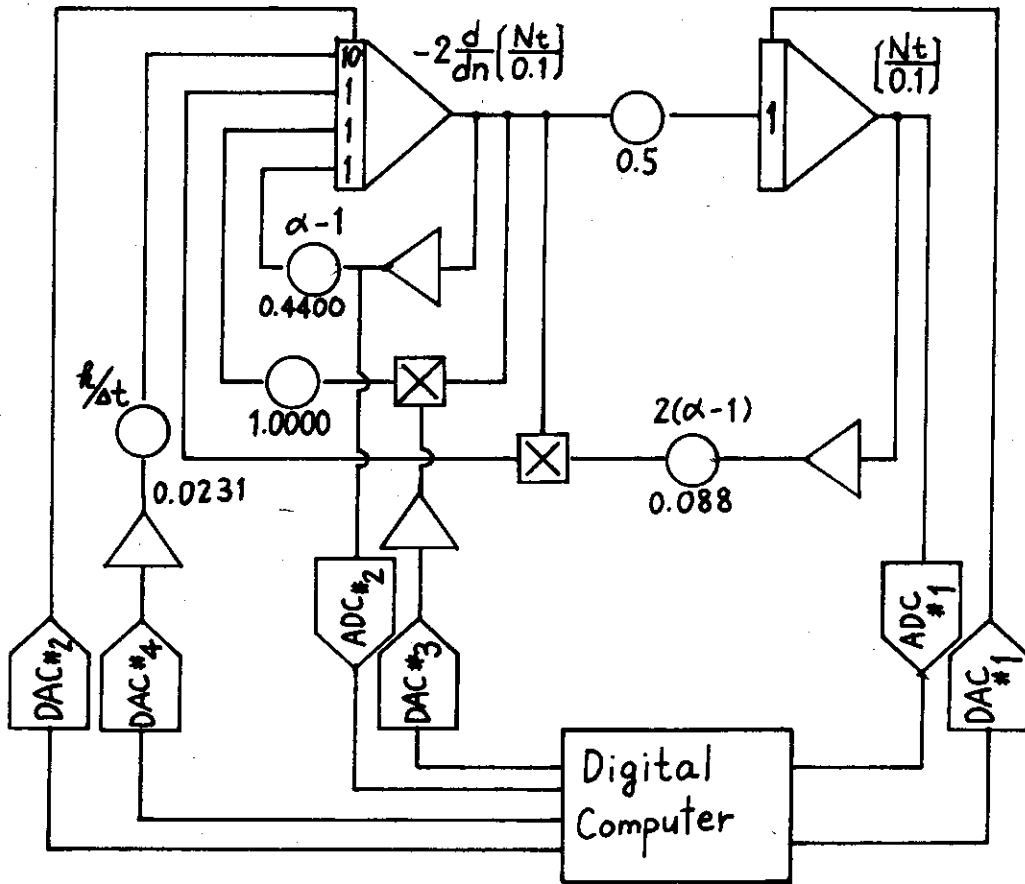 -2 d/dn [Nt/0.1]
[Nt/0.1]
10
1
1
1
1
0.5
α-1
0.4400
k/Δt
1.0000
2(α-1)
0.0231
0.088
ADC#2
ADC #1
DAC#2
DAC#4
DAC#3
DAC #1
Digital
Computer